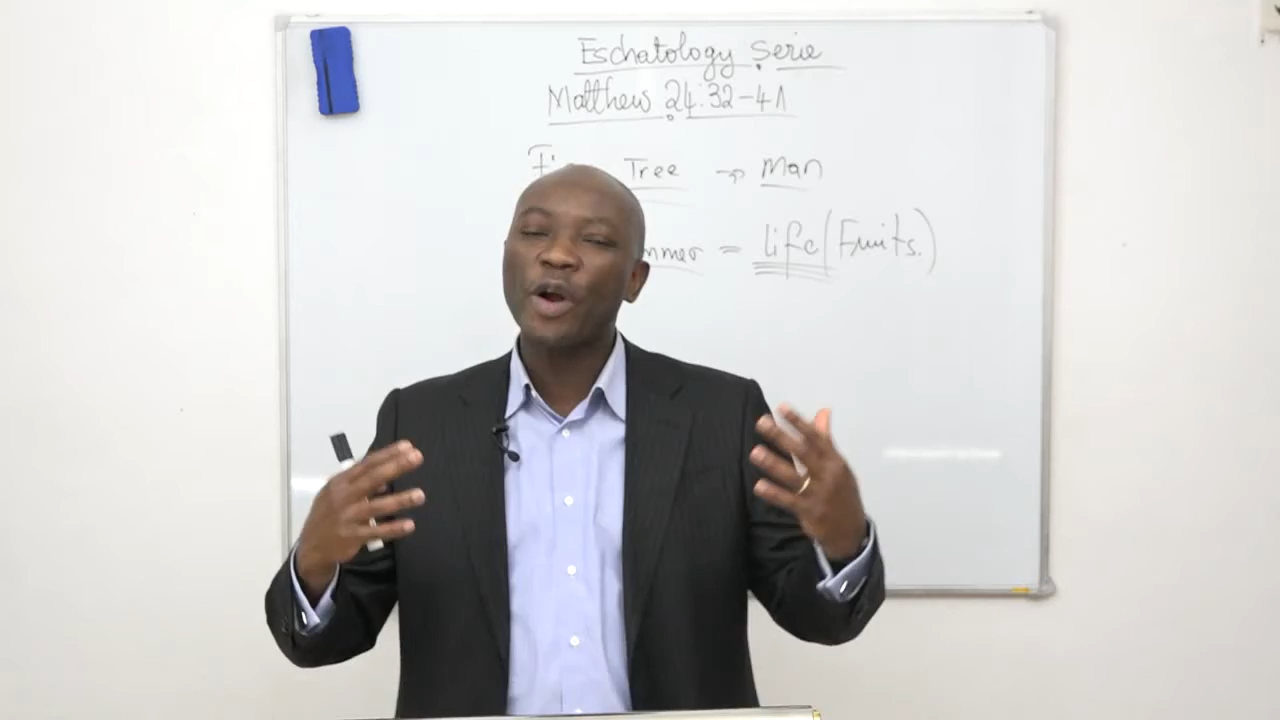 Eschatology Serie
Matthew 24:32-41
Tree → Man
= life (Fruits.)